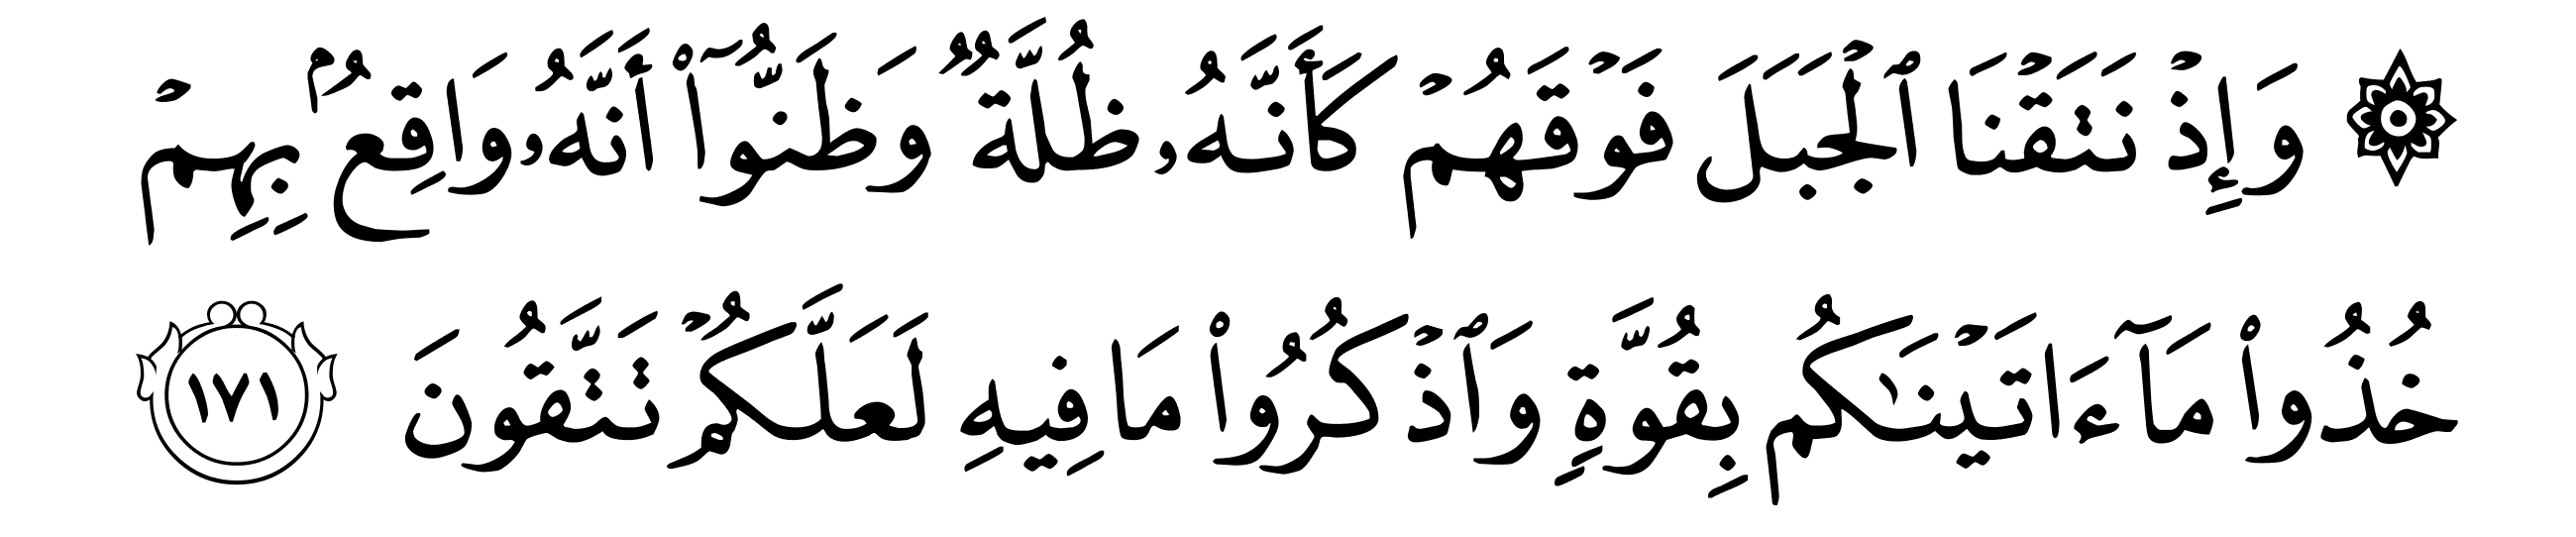 ۞ وَإِذۡ نَتَقۡنَا ٱلۡجَبَلَ فَوۡقَهُمۡ كَأَنَّهُۥ ظُلَّةٞ وَظَنُّوٓاْ أَنَّهُۥ وَاقِعُۢ بِهِمۡ
خُذُواْ مَآ ءَاتَيۡنَٰكُم بِقُوَّةٖ وَٱذۡكُرُواْ مَا فِيهِ لَعَلَّكُمۡ تَتَّقُونَ ١٧١